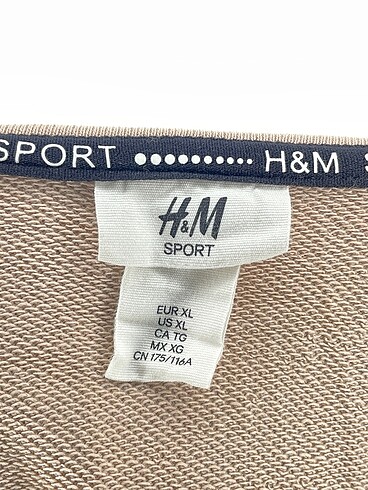 SPORT ●●●●●●●●●● H&M S
H&M
SPORT
EUR XL
US XL
CA TG
MX XG
CN 175/116A